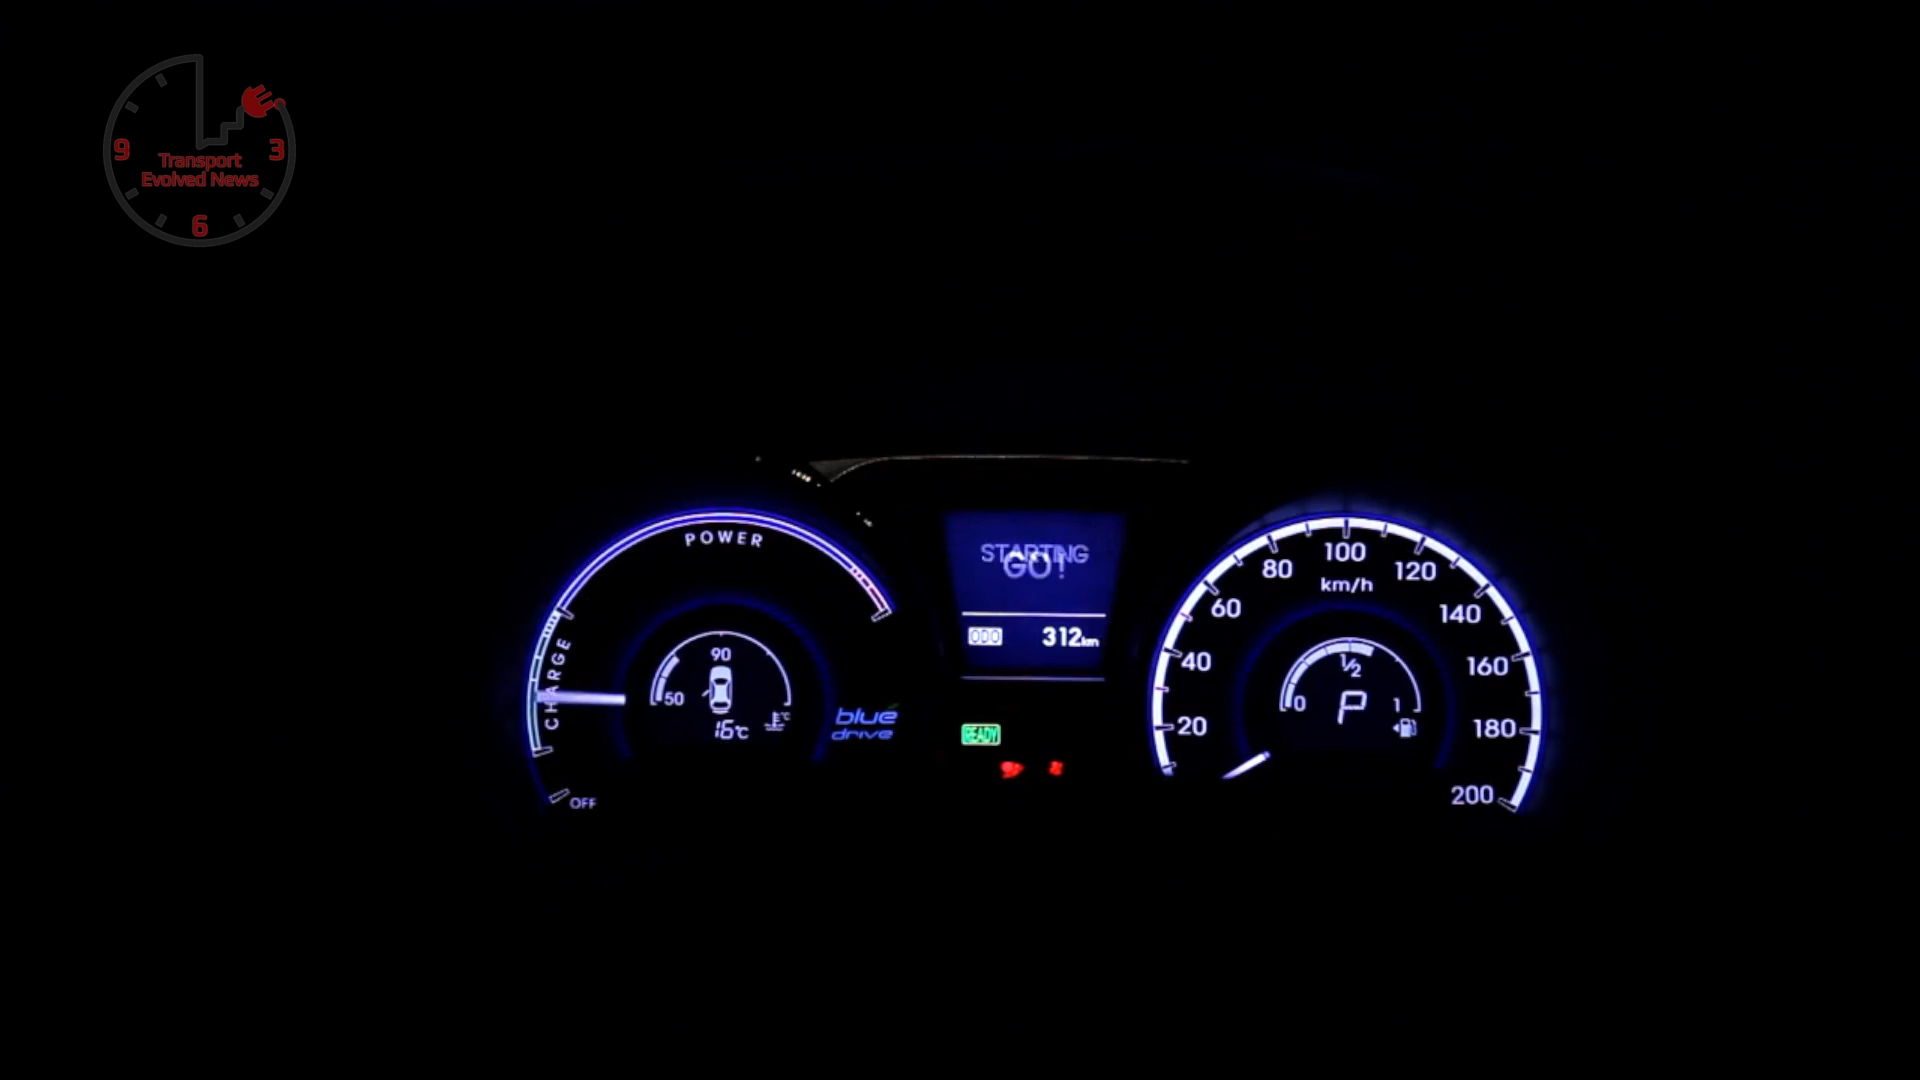 9
3
Transport
Evolved News
6
POWER
CHARGE
OFF
90
50
16°C
blue
drive
STARTING
GO!
ODO 312km
READY
20
40
60
80
100
km/h
120
140
160
180
200
0
1/2
1
P